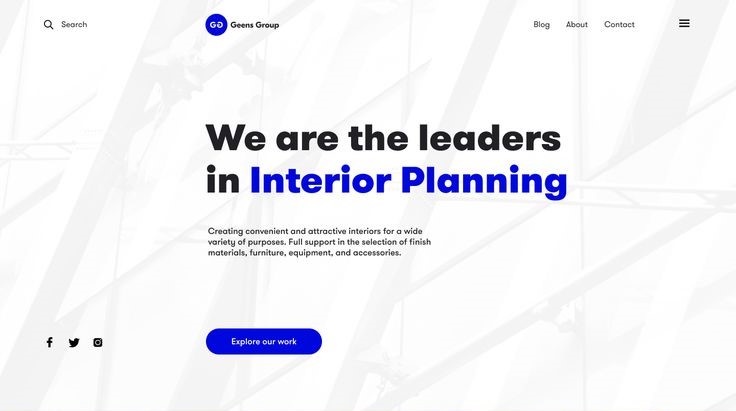 Search
GG Geens Group
Blog About Contact
We are the leaders
in Interior Planning
Creating convenient and attractive interiors for a wide
variety of purposes. Full support in the selection of finish
materials, furniture, equipment, and accessories.
Explore our work